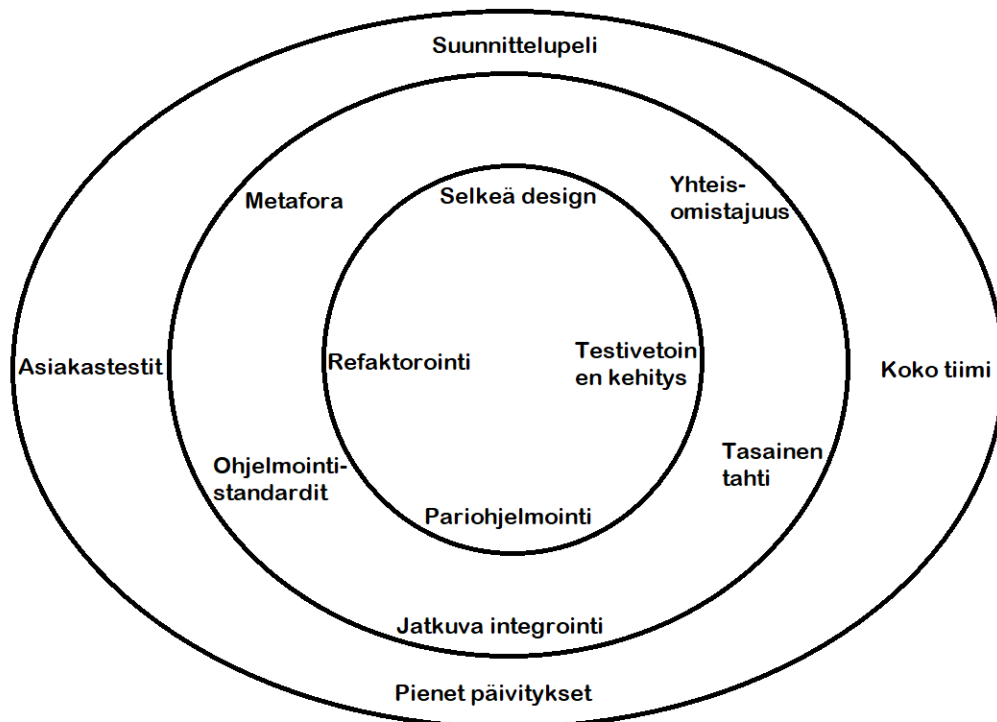 Suunnittelupeli
Metafora
Selkeä design
Yhteis-
omistajuus
Asiakastestit
Refaktorointi
Testivetoin
en kehitys
Koko tiimi
Ohjelmointi-
standardit
Tasainen
tahti
Pariohjelmointi
Jatkuva integrointi
Pienet päivitykset